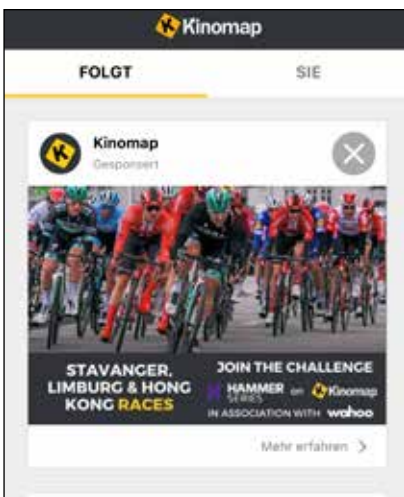 Kinomap
FOLGT SIE
Kinomap
Gesponsert
STAVANGER,
LIMBURG & HONG
KONG RACES
JOIN THE CHALLENGE
HAMMER SERIES on Kinomap
IN ASSOCIATION WITH wahoo
Mehr erfahren